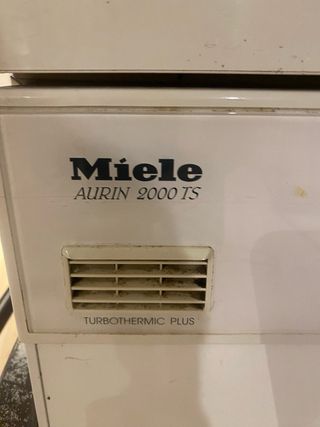 Miele
AURIN 2000 TS
TURBOTHERMIC PLUS